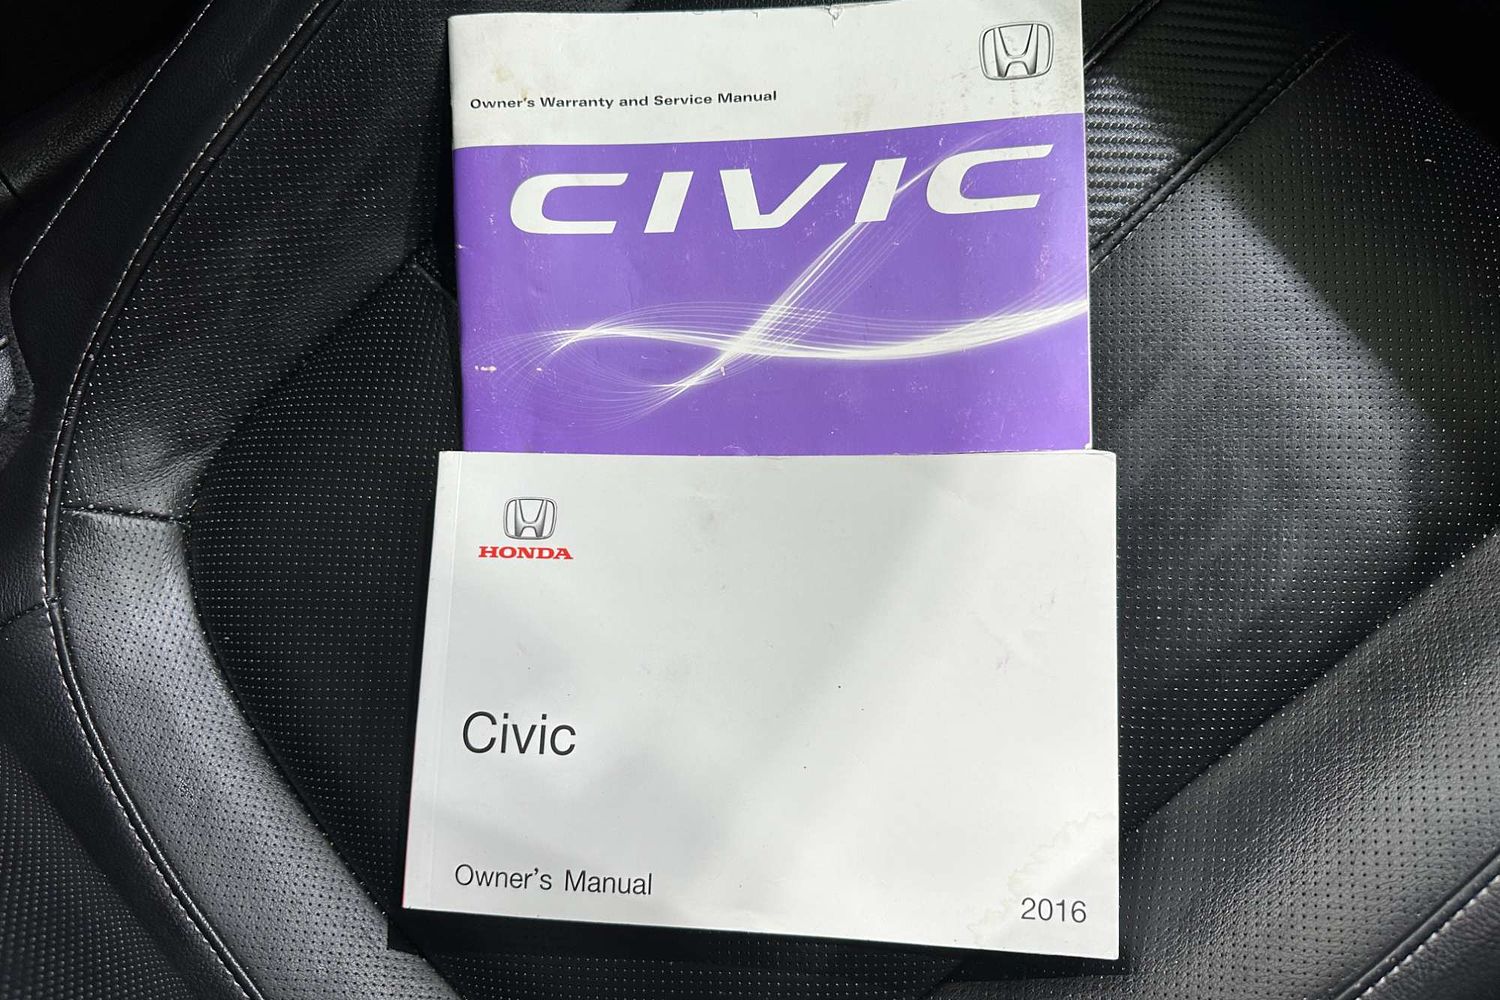 Owner's Warranty and Service Manual
CIVIC
HONDA
Civic
Owner's Manual
2016